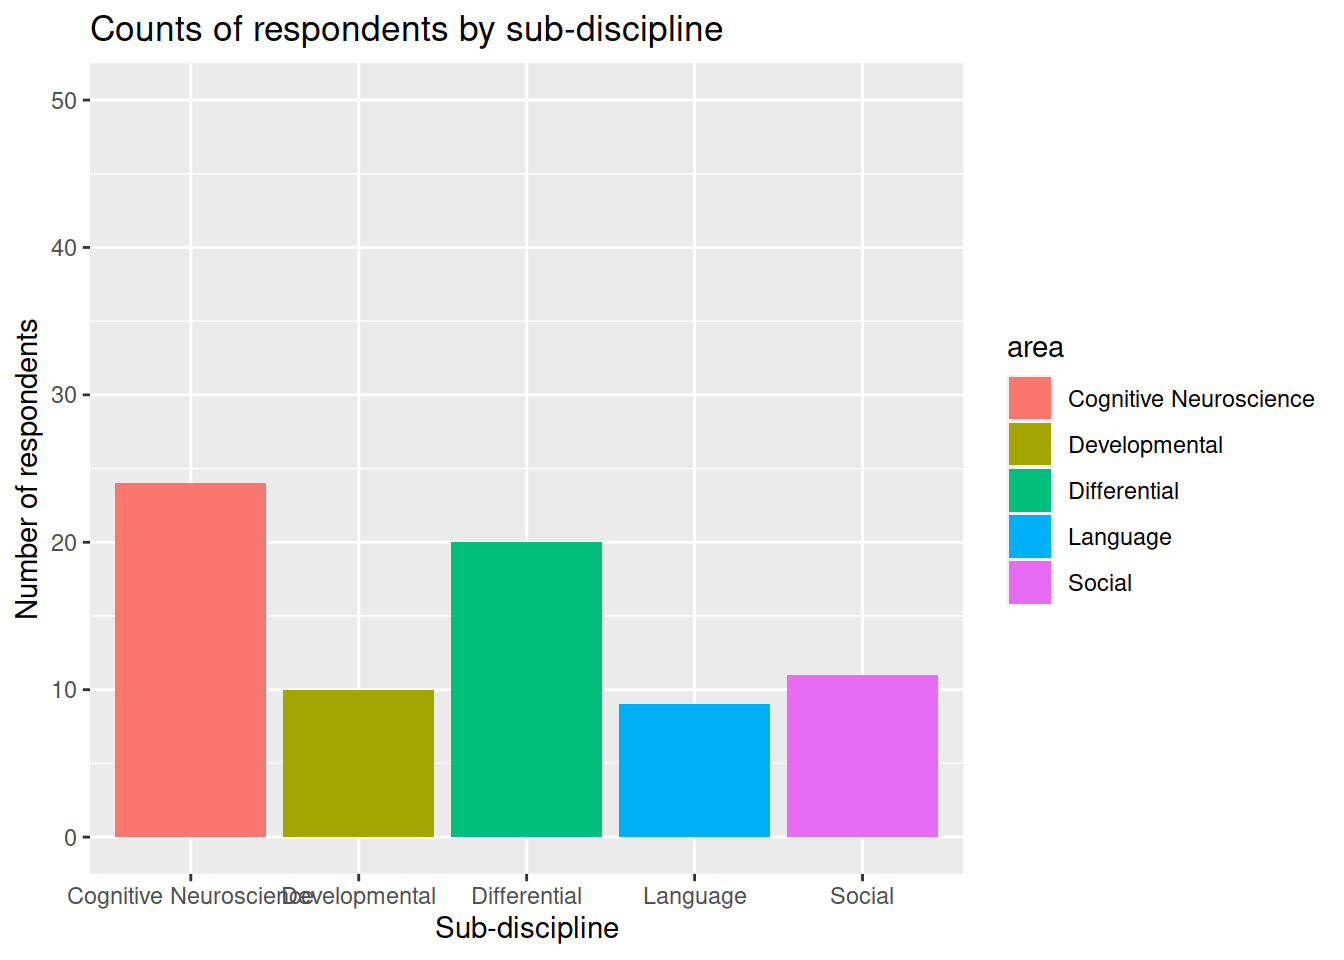 Counts of respondents by sub-discipline
Number of respondents
50
40
30
20
10
0
Cognitive Neuroscience
Developmental
Differential
Language
Social
Sub-discipline
area
Cognitive Neuroscience
Developmental
Differential
Language
Social